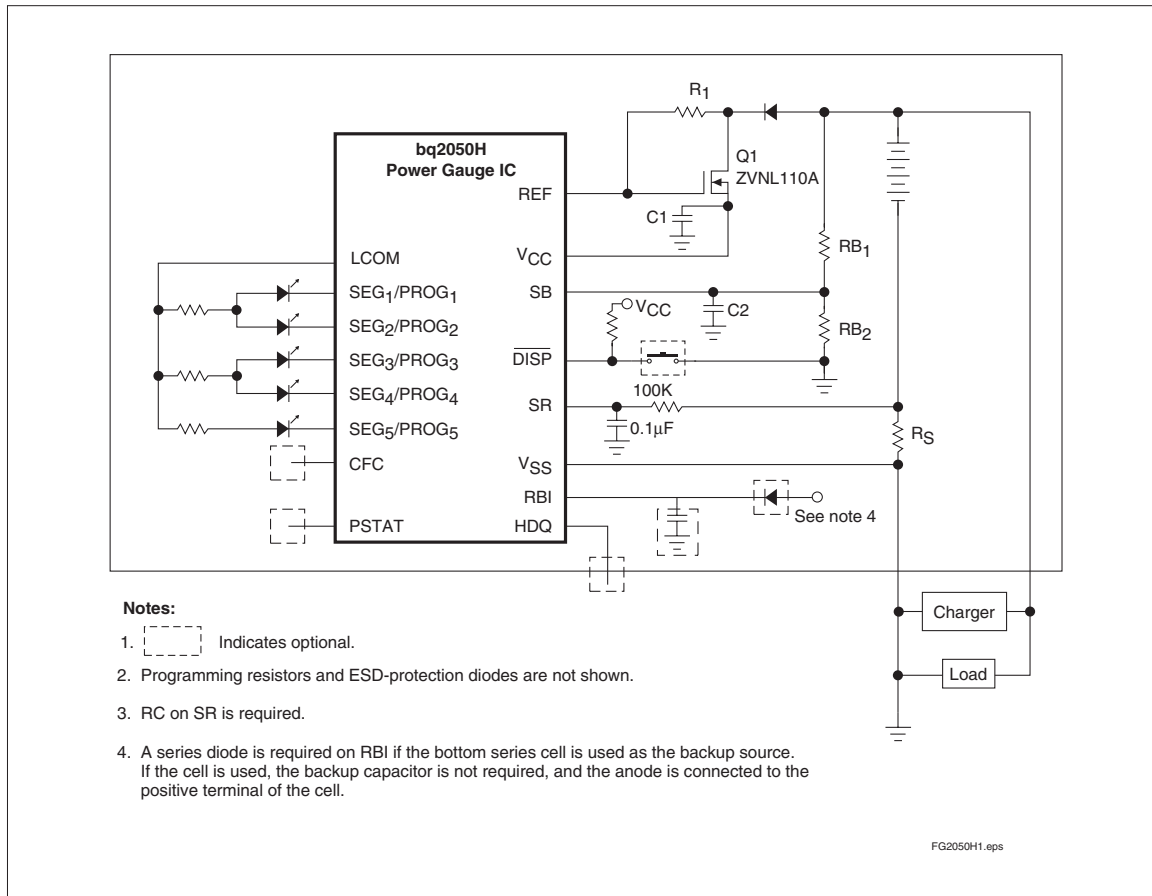 R1
bq2050H
Power Gauge IC
Q1
ZVNL110A
REF
C1
VCC
RB1
LCOM
SB
SEG1/PROG1
C2
VCC
SEG2/PROG2
RB2
SEG3/PROG3
DISP
SEG4/PROG4
100K
SR
SEG5/PROG5
0.1µF
RS
CFC
VSS
RBI
See note 4
PSTAT
HDQ
Notes:
Charger
1. Indicates optional.
2. Programming resistors and ESD-protection diodes are not shown.
Load
3. RC on SR is required.
4. A series diode is required on RBI if the bottom series cell is used as the backup source.
If the cell is used, the backup capacitor is not required, and the anode is connected to the
positive terminal of the cell.
FG2050H1.eps